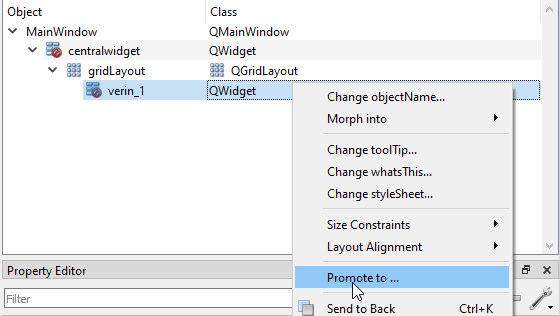 Object Class
MainWindow QMainWindow
centralwidget QWidget
gridLayout QGridLayout
verin_1 QWidget
Change objectName...
Morph into
Change toolTip...
Change whatsThis...
Change styleSheet...
Size Constraints
Layout Alignment
Property Editor
Promote to ...
Filter
Send to Back Ctrl+K